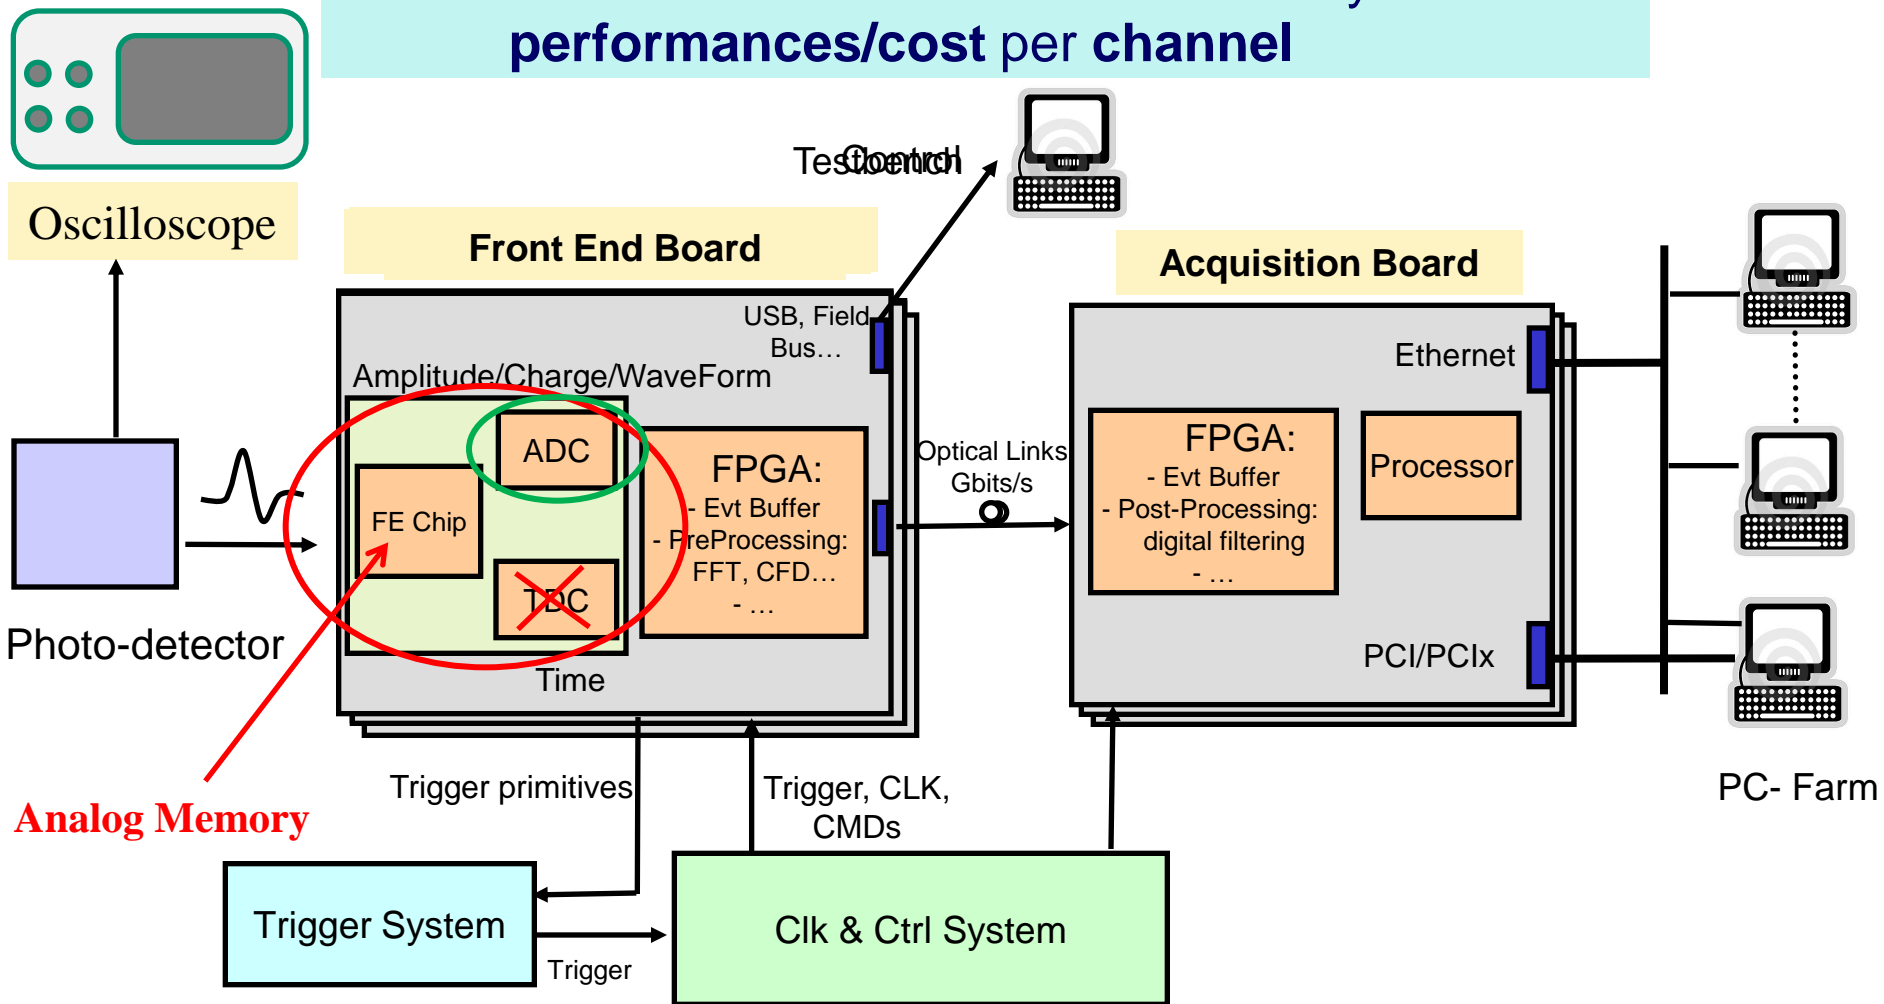 performances/cost per channel
Testbench
Control
Oscilloscope
Front End Board
Acquisition Board
USB, Field
Bus…
Amplitude/Charge/WaveForm
Ethernet
ADC
FPGA:
- Evt Buffer
- PreProcessing:
FFT, CFD…
- …
FE Chip
TDC
Time
Optical Links
Gbits/s
FPGA:
- Evt Buffer
- Post-Processing:
digital filtering
- …
Processor
PCI/PCIx
Photo-detector
Analog Memory
Trigger primitives
Trigger, CLK,
CMDs
PC- Farm
Trigger System
Trigger
Clk & Ctrl System